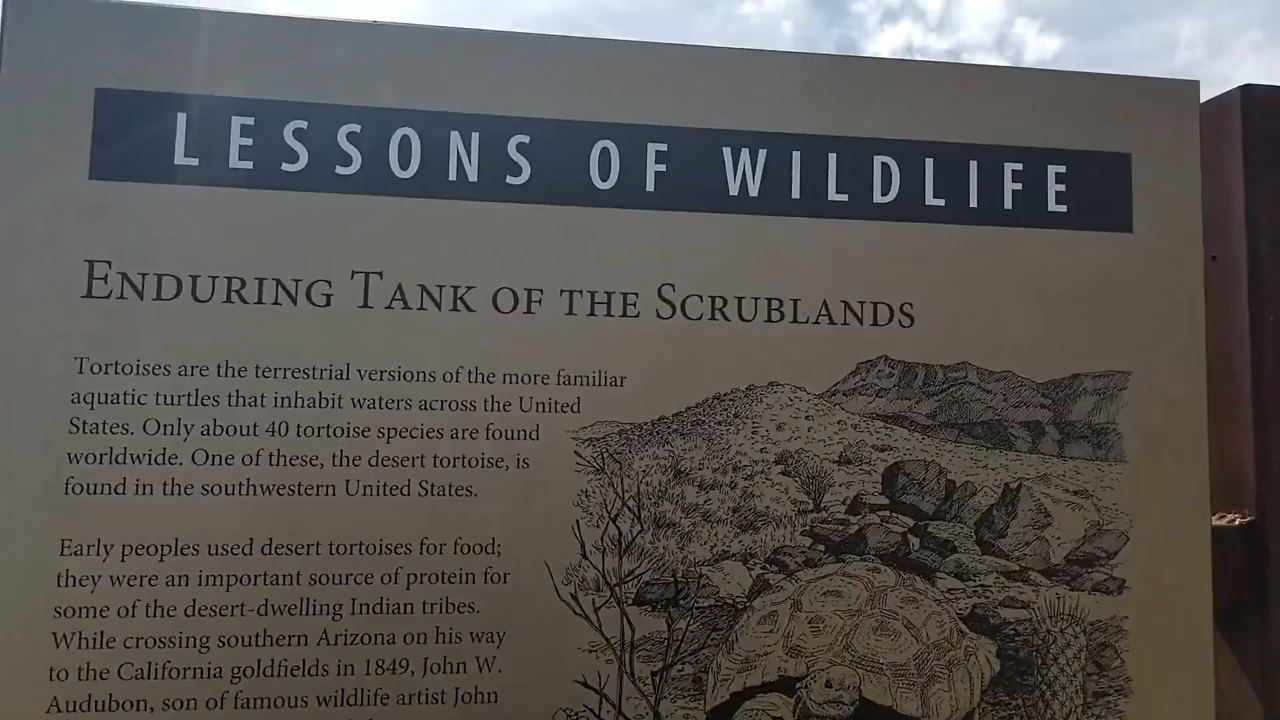 LESSONS OF WILDLIFE
ENDURING TANK OF THE SCRUBLANDS
Tortoises are the terrestrial versions of the more familiar
aquatic turtles that inhabit waters across the United
States. Only about 40 tortoise species are found
worldwide. One of these, the desert tortoise, is
found in the southwestern United States.
Early peoples used desert tortoises for food;
they were an important source of protein for
some of the desert-dwelling Indian tribes.
While crossing southern Arizona on his way
to the California goldfields in 1849, John W.
Audubon, son of famous wildlife artist John